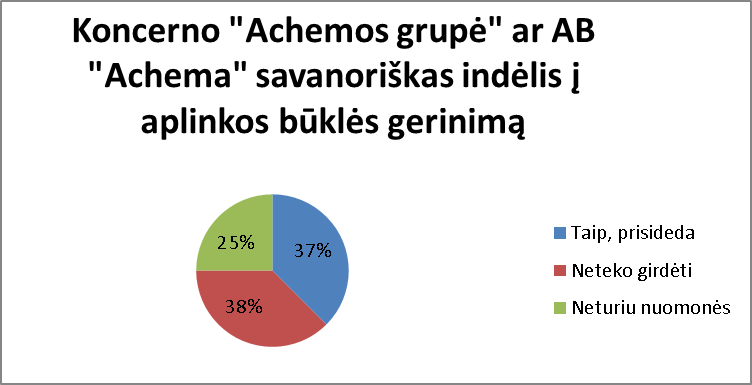 Koncerno "Achemos grupė" ar AB
"Achema" savanoriškas indėlis į
aplinkos būklės gerinimą
25%
37%
38%
Taip, prisideda
Neteko girdėti
Neturiu nuomonės